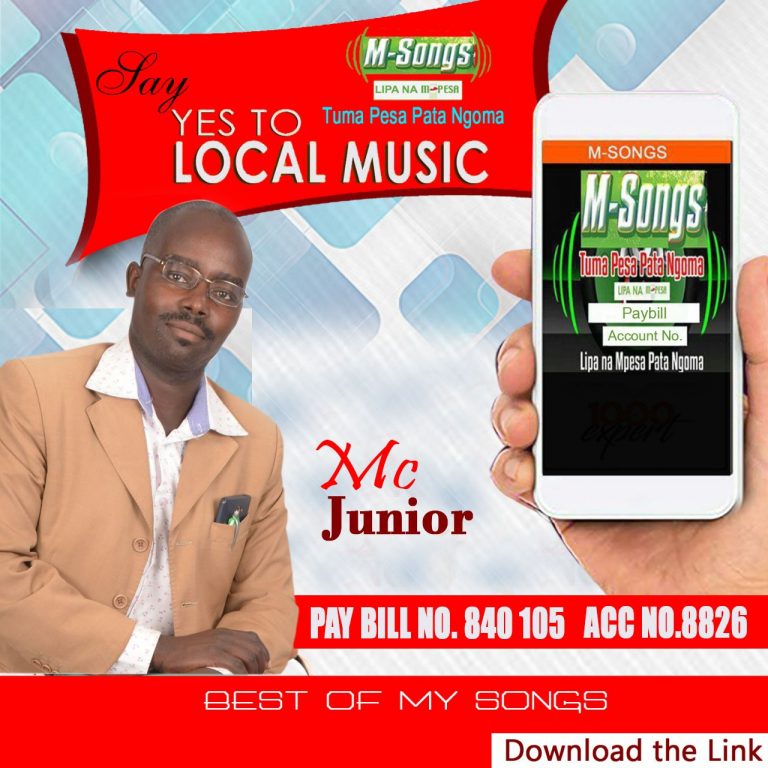 Say
YES TO
LOCAL MUSIC
M-Songs
LIPA NA M-PESA
Tuma Pesa Pata Ngoma
M-SONGS
M-Songs
Tuma Pesa Pata Ngoma
LIPA NA M-PESA
Paybill
Account No.
Lipa na Mpesa Pata Ngoma
expert
Mc
Junior
PAY BILL NO. 840 105 ACC NO.8826
BEST OF MY SONGS
Download the Link